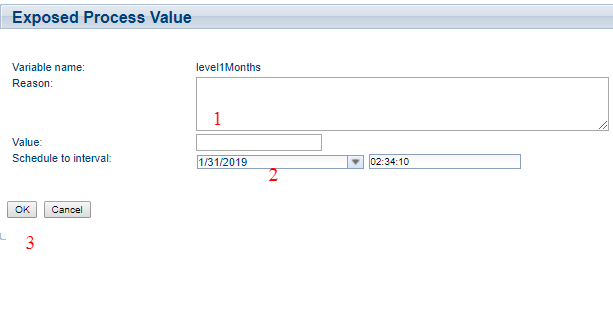 Exposed Process Value
Variable name: level1Months
Reason:
1
Value:
Schedule to interval: 1/31/2019 02:34:10
2
OK Cancel
3